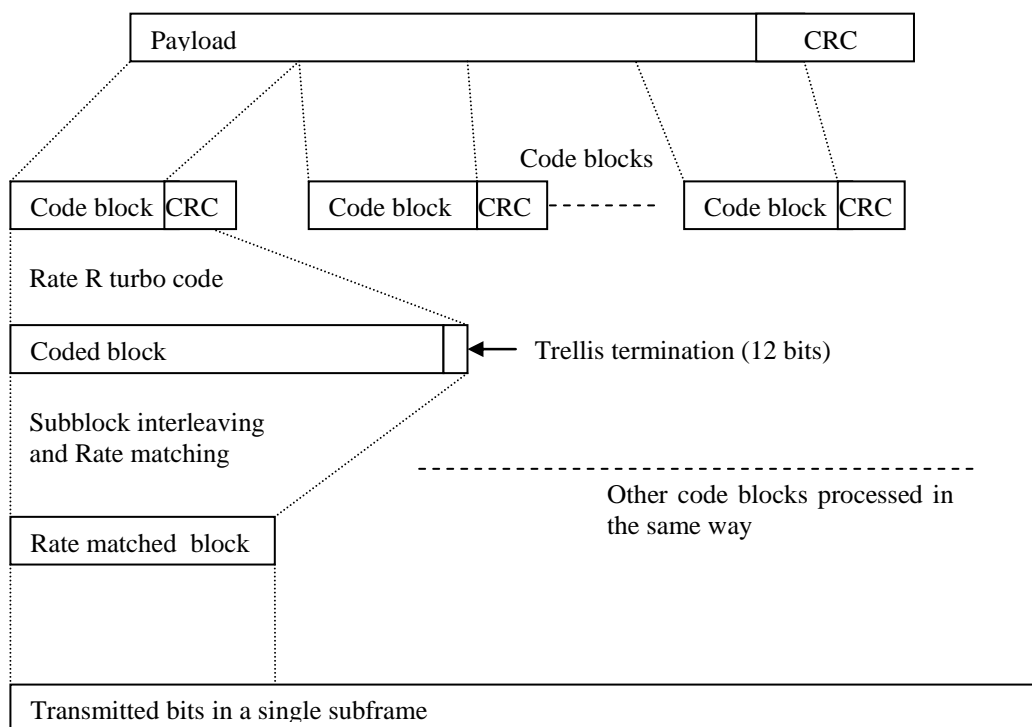 Payload
CRC
Code blocks
Code block
CRC
Code block
CRC
Code block
CRC
Rate R turbo code
Coded block
Trellis termination (12 bits)
Subblock interleaving
and Rate matching
Other code blocks processed in
the same way
Rate matched block
Transmitted bits in a single subframe